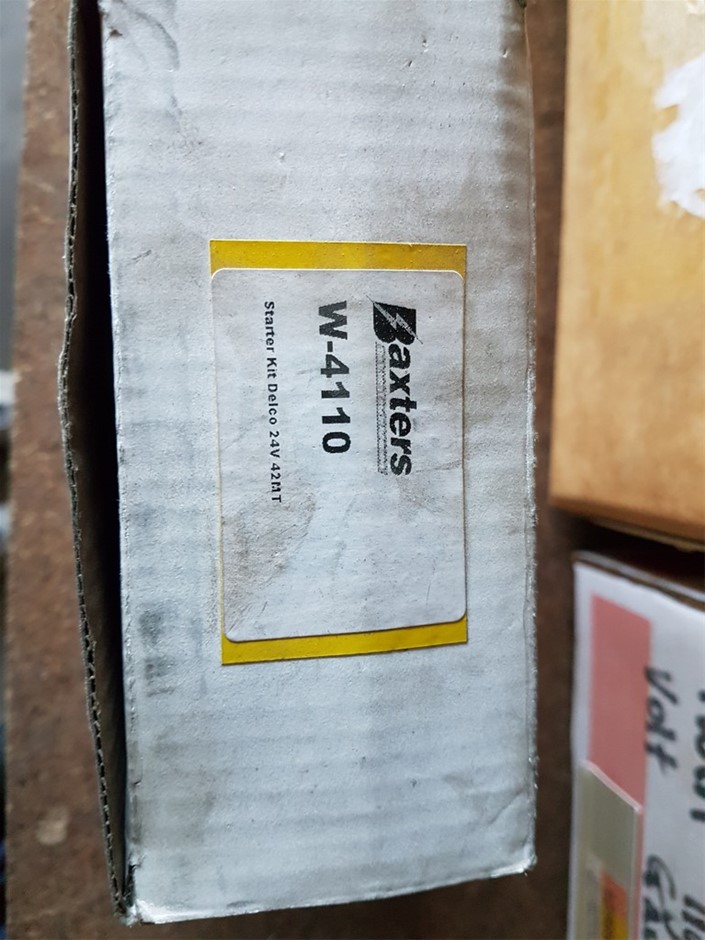 Baxters
W-4110
Starter Kit Delco 24V 42MT
Volt